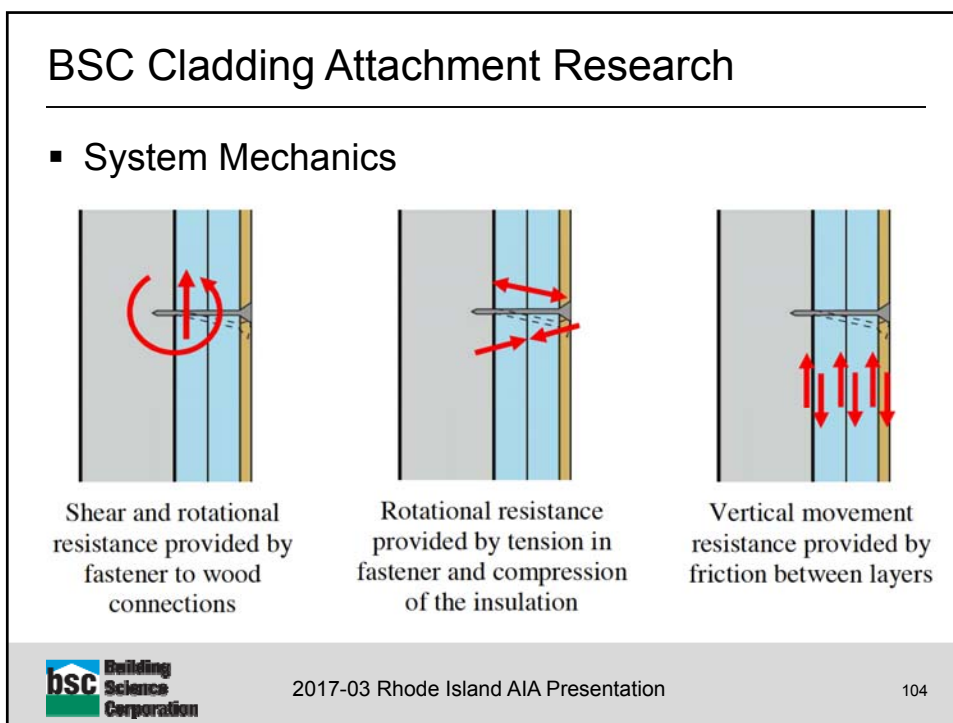 BSC Cladding Attachment Research
▪ System Mechanics
Shear and rotational
resistance provided by
fastener to wood
connections
Rotational resistance
provided by tension in
fastener and compression
of the insulation
Vertical movement
resistance provided by
friction between layers
bsc
Building
Science
Corporation
2017-03 Rhode Island AIA Presentation
104